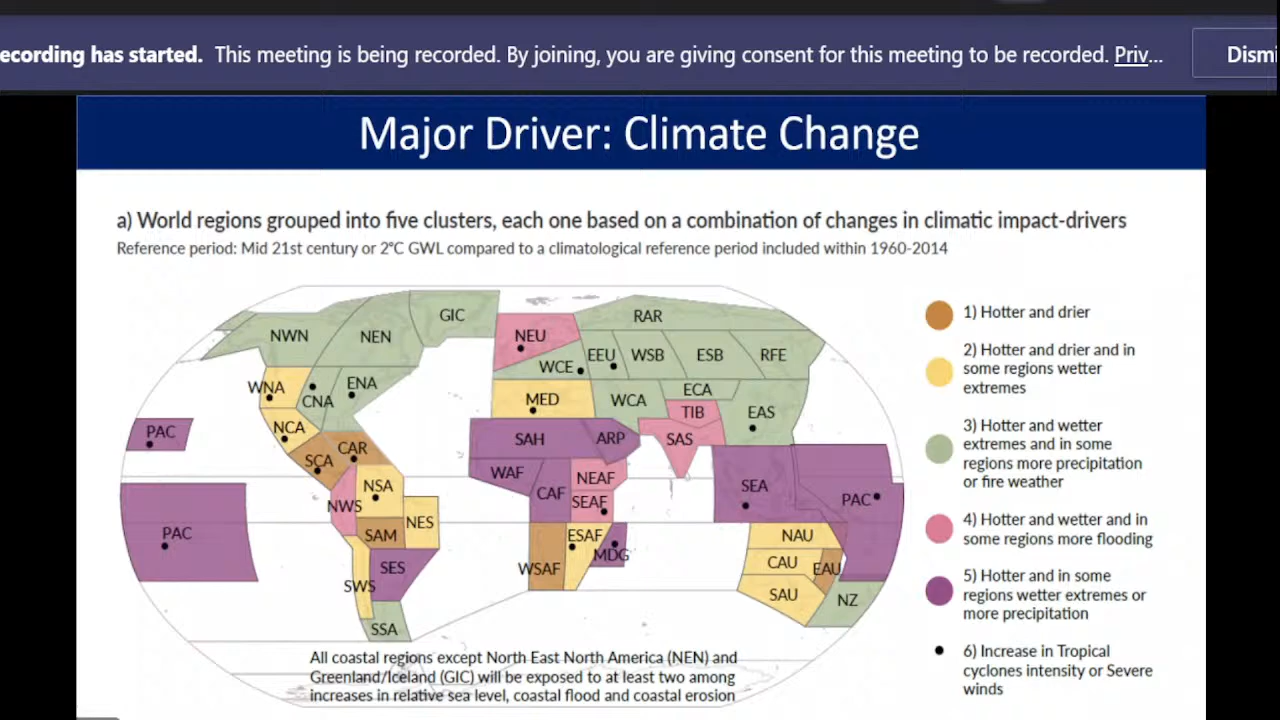 ecording has started. This meeting is being recorded. By joining, you are giving consent for this meeting to be recorded. Priv...
Dismi
Major Driver: Climate Change
a) World regions grouped into five clusters, each one based on a combination of changes in climatic impact-drivers
Reference period: Mid 21st century or 2°C GWL compared to a climatological reference period included within 1960-2014
GIC
NWN
NEN
NEU
RAR
WCE
EEU
WSB
ESB
RFE
WNA
CNA
ENA
MED
WCA
ECA
TIB
EAS
PAC
NCA
CAR
SCA
SAH
ARP
SAS
NWS
NSA
WAF
CAF
NEAF
SEAF
SEA
PAC
PAC
SAM
NES
SES
SWS
SSA
WSAF
ESAF
MDG
NAU
CAU
EAU
SAU
NZ
1) Hotter and drier
2) Hotter and drier and in
some regions wetter
extremes
3) Hotter and wetter
extremes and in some
regions more precipitation
or fire weather
4) Hotter and wetter and in
some regions more flooding
5) Hotter and in some
regions wetter extremes or
more precipitation
6) Increase in Tropical
cyclones intensity or Severe
winds
All coastal regions except North East North America (NEN) and
Greenland/Iceland (GIC) will be exposed to at least two among
increases in relative sea level, coastal flood and coastal erosion